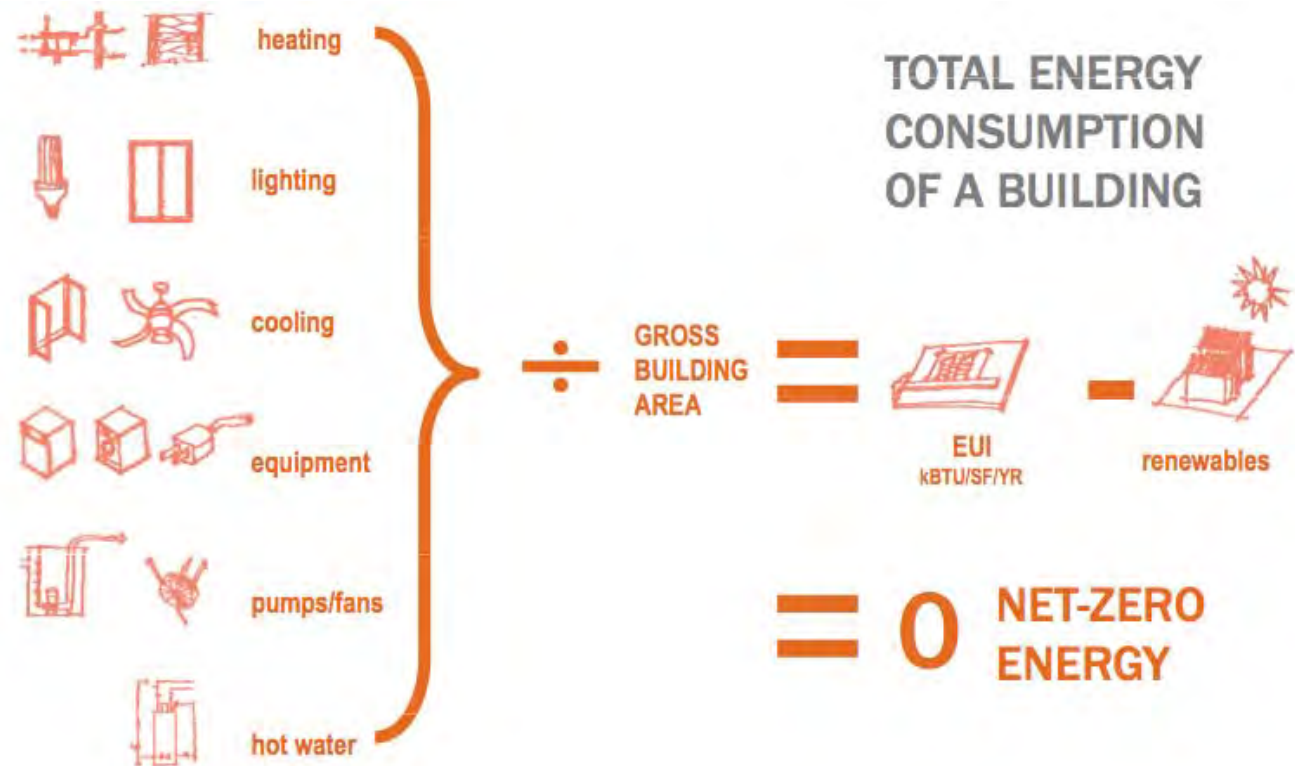 heating
lighting
cooling
equipment
pumps/fans
hot water
÷
GROSS
BUILDING
AREA
=
TOTAL ENERGY
CONSUMPTION
OF A BUILDING
EUI
kBTU/SF/YR
-
renewables
= 0 NET-ZERO
ENERGY